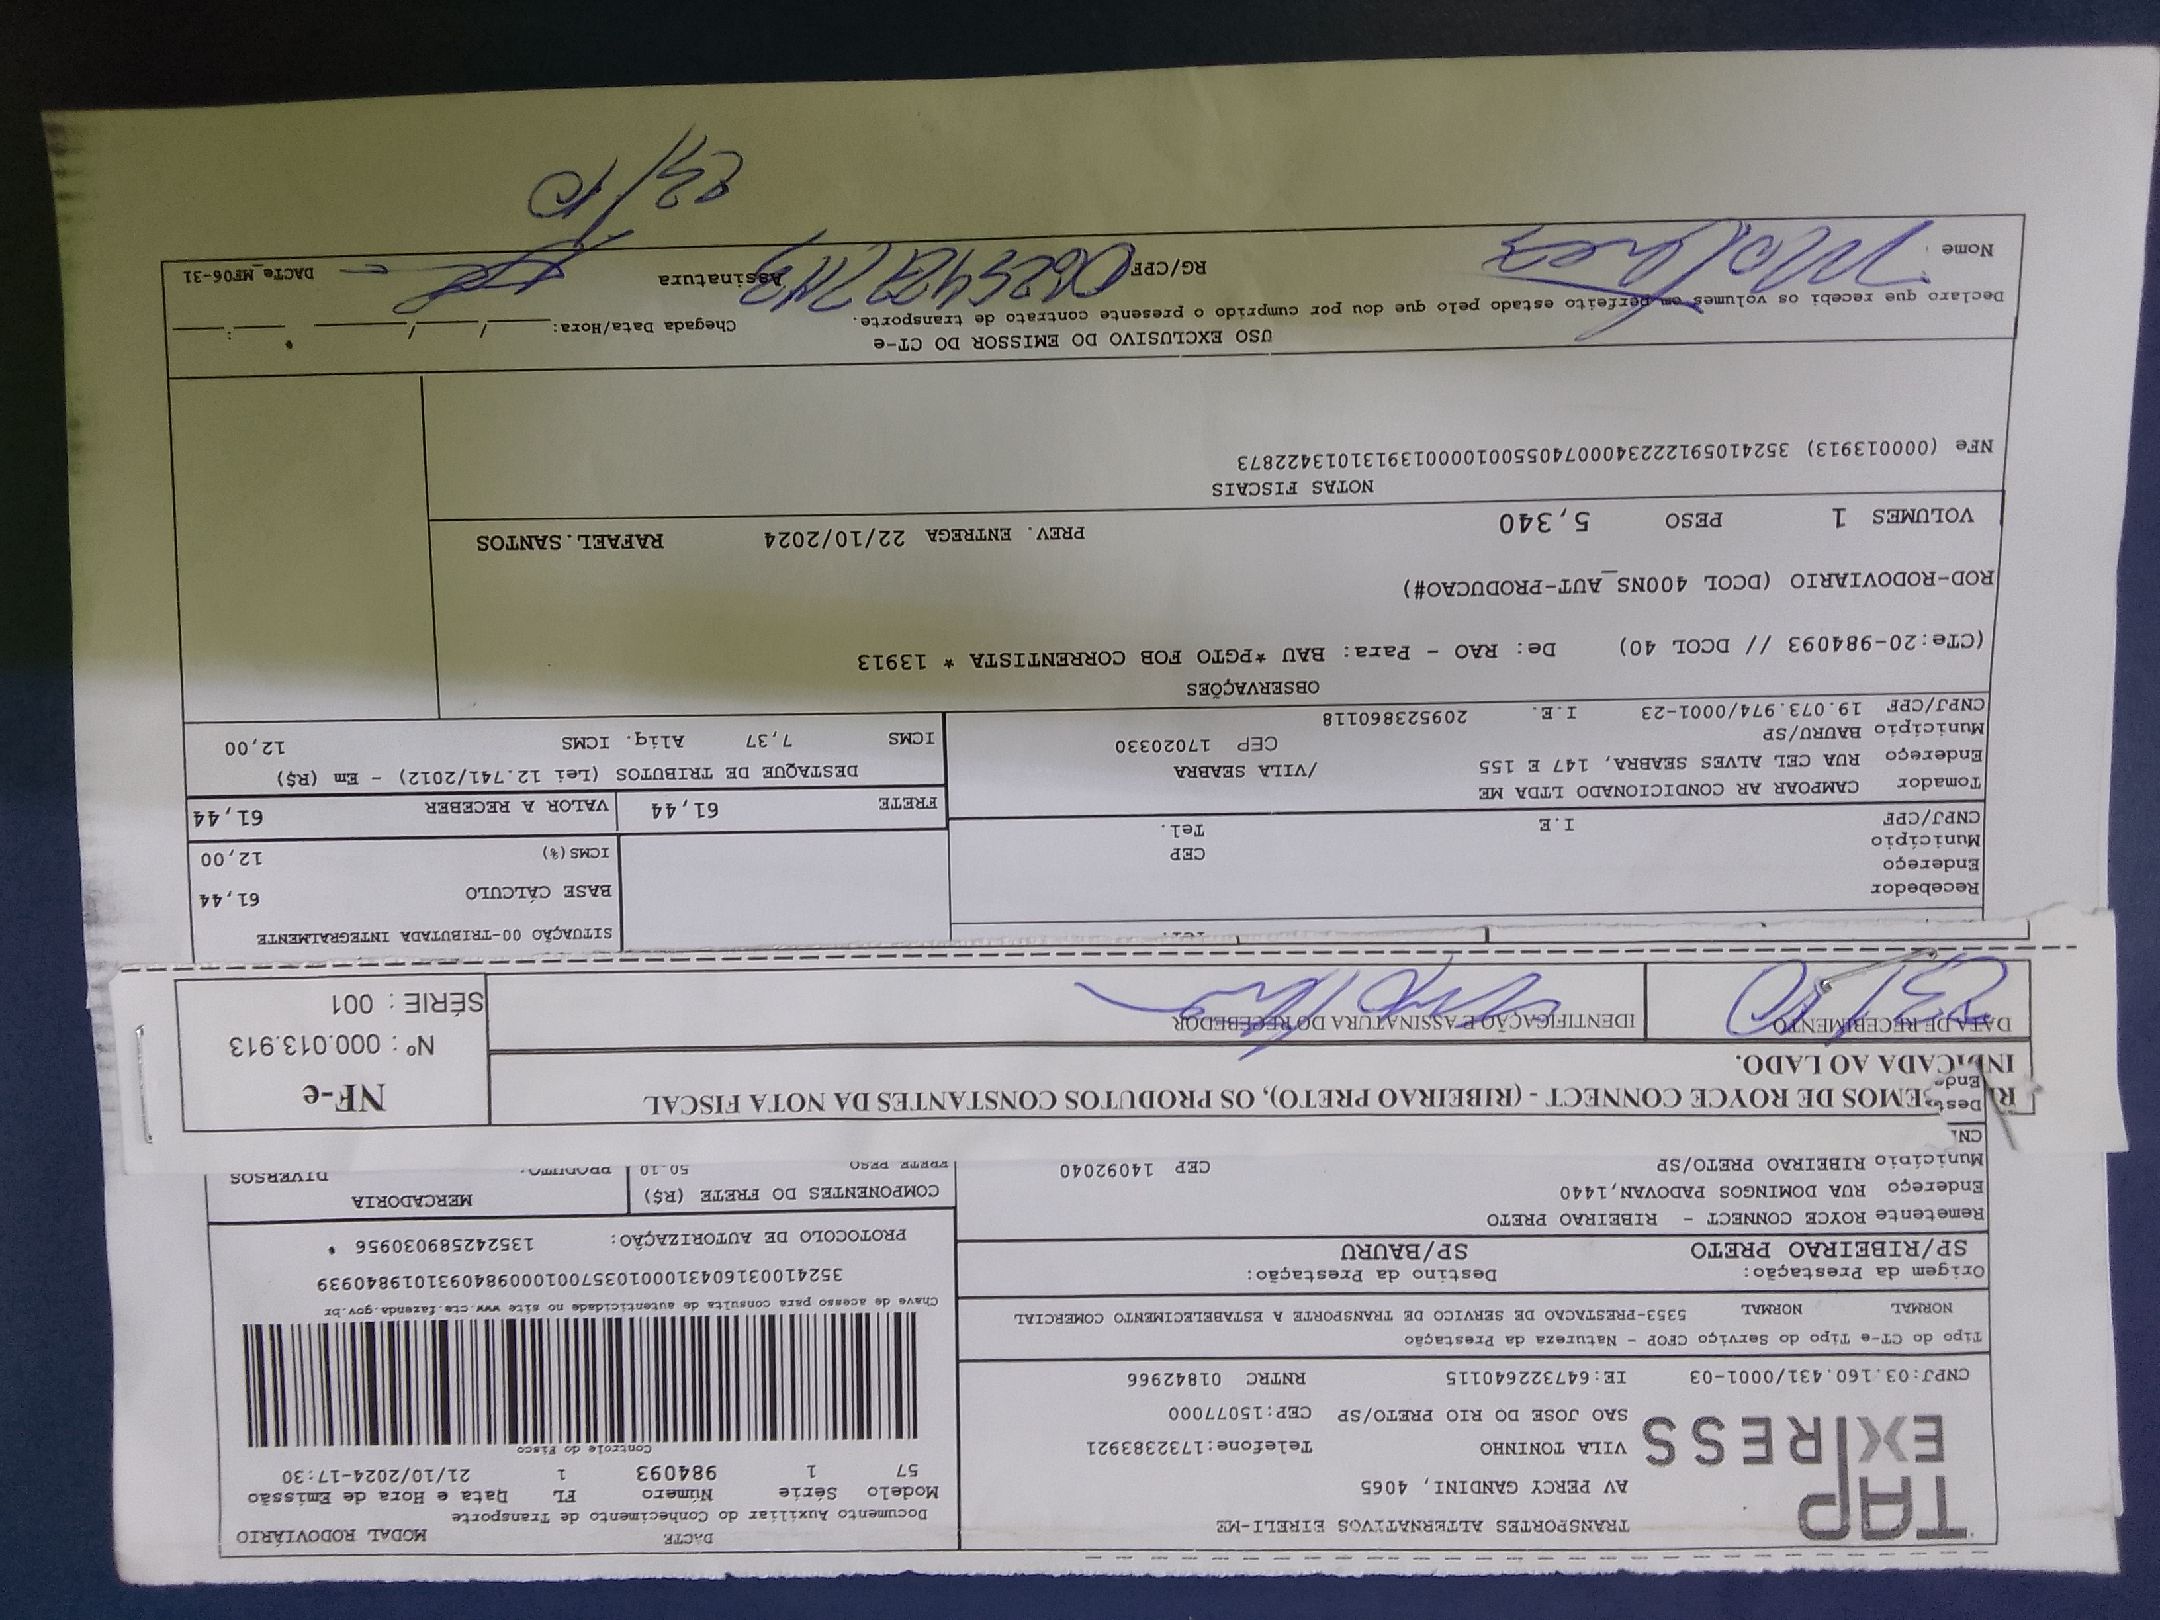 TAP
EXPRESS
TRANSPORTES ALTERNATIVOS EIRELI-ME
AV PERCY GANDINI, 4065
VILA TONINHO Telefone:1732383921
SAO JOSE DO RIO PRETO/SP CEP:15077000
CNPJ:03.160.431/0001-03 IE:647322640115 RNTRC 01842966
DACTE MODAL RODOVIÁRIO
Documento Auxiliar do Conhecimento de Transporte
Modelo Série Número FL Data e Hora de Emissão
57 1 984093 1 21/10/2024-17:30
Controle do Fisco
Chave de acesso para consulta de autenticidade no site www.cte.fazenda.gov.br
35241003160431000103570010009840931019840939
PROTOCOLO DE AUTORIZAÇÃO: 135242589030956
Tipo do CT-e Tipo do Serviço CFOP - Natureza da Prestação
NORMAL NORMAL 5353-PRESTACAO DE SERVICO DE TRANSPORTE A ESTABELECIMENTO COMERCIAL
Origem da Prestação: Destino da Prestação:
SP/RIBEIRAO PRETO SP/BAURU
Remetente ROYCE CONNECT - RIBEIRAO PRETO
Endereço RUA DOMINGOS PADOVAN,1440
Município RIBEIRAO PRETO/SP CEP 14092040
COMPONENTES DO FRETE (R$) MERCADORIA
FRETE PESO 50.10 PRODUTO: DIVERSOS
EMOS DE ROYCE CONNECT - (RIBEIRAO PRETO), OS PRODUTOS CONSTANTES DA NOTA FISCAL
INDICADA AO LADO.
DATA DE RECEBIMENTO IDENTIFICAÇÃO E ASSINATURA DO RECEBEDOR
NF-e
Nº: 000.013.913
SÉRIE: 001
SITUAÇÃO 00-TRIBUTADA INTEGRALMENTE
BASE CÁLCULO 61,44
ICMS(%) 12,00
Recebedor
Endereço
Município CEP
CNPJ/CPF I.E Tel.
FRETE 61,44 VALOR A RECEBER 61,44
Tomador CAMPOAR AR CONDICIONADO LTDA ME
Endereço RUA CEL ALVES SEABRA, 147 E 155 /VILA SEABRA
Município BAURU/SP CEP 17020330
CNPJ/CPF 19.073.974/0001-23 I.E. 209523860118
DESTAQUE DE TRIBUTOS (Lei 12.741/2012) - Em (R$)
ICMS 7,37 Aliq. ICMS 12,00
OBSERVAÇÕES
(CTe:20-984093 // DCOL 40) De: RAO - Para: BAU *PGTO FOB CORRENTISTA * 13913
ROD-RODOVIARIO (DCOL 400NS_AUT-PRODUCAO#)
VOLUMES 1 PESO 5,340 PREV. ENTREGA 22/10/2024 RAFAEL.SANTOS
NOTAS FISCAIS
NFe (000013913) 35241059122234000740550010000139131013422873
USO EXCLUSIVO DO EMISSOR DO CT-e
Declaro que recebi os volumes em perfeito estado pelo que dou por cumprido o presente contrato de transporte.
Chegada Data/Hora: ___/___/___ ___:___
Nome RG/CPF Assinatura DACTe_MF06-31